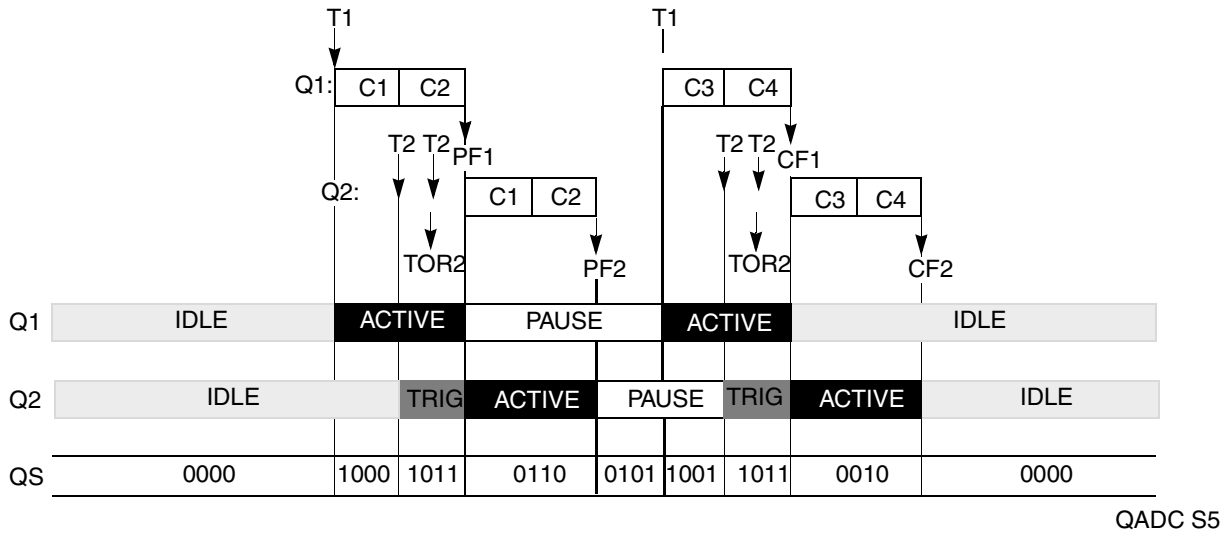 T1 T1
Q1: C1 C2 C3 C4
T2 T2 PF1 T2 T2 CF1
Q2: C1 C2 C3 C4
TOR2 PF2 TOR2 CF2
Q1 IDLE ACTIVE PAUSE ACTIVE IDLE
Q2 IDLE TRIG ACTIVE PAUSE TRIG ACTIVE IDLE
QS 0000 1000 1011 0110 0101 1001 1011 0010 0000
QADC S5